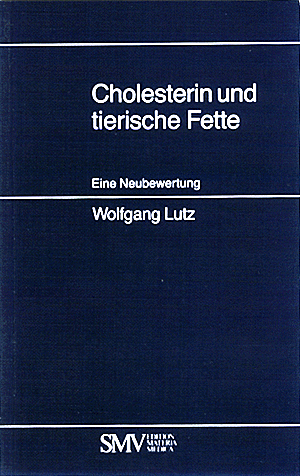 Cholesterin und
tierische Fette
Eine Neubewertung
Wolfgang Lutz
SMV EDITION
MATERIA
MEDICA